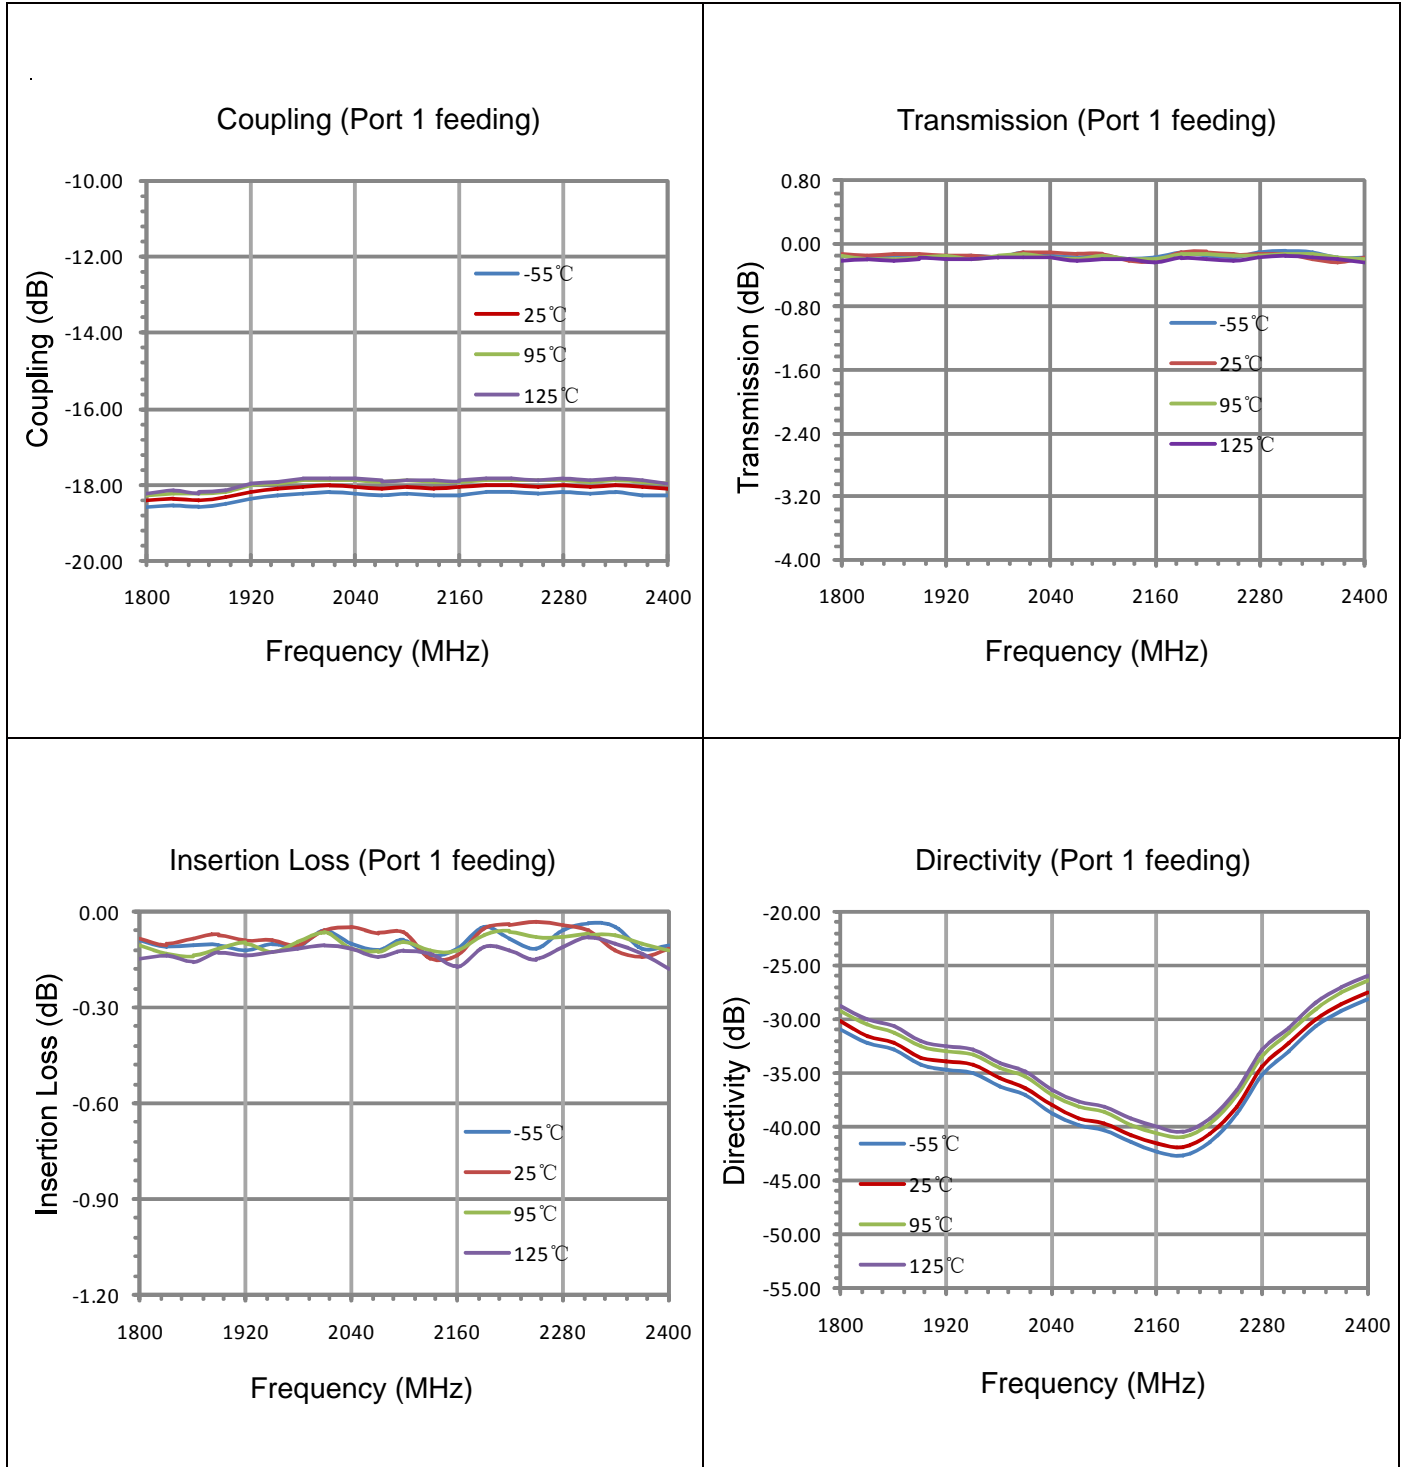 Coupling (Port 1 feeding)
-10.00
-12.00
-14.00
-16.00
-18.00
-20.00
Coupling (dB)
-55℃
25℃
95℃
125℃
1800 1920 2040 2160 2280 2400
Frequency (MHz)
Transmission (Port 1 feeding)
0.80
0.00
-0.80
-1.60
-2.40
-3.20
-4.00
Transmission (dB)
-55℃
25℃
95℃
125℃
1800 1920 2040 2160 2280 2400
Frequency (MHz)
Insertion Loss (Port 1 feeding)
0.00
-0.30
-0.60
-0.90
-1.20
Insertion Loss (dB)
-55℃
25℃
95℃
125℃
1800 1920 2040 2160 2280 2400
Frequency (MHz)
Directivity (Port 1 feeding)
-20.00
-25.00
-30.00
-35.00
-40.00
-45.00
-50.00
-55.00
Directivity (dB)
-55℃
25℃
95℃
125℃
1800 1920 2040 2160 2280 2400
Frequency (MHz)